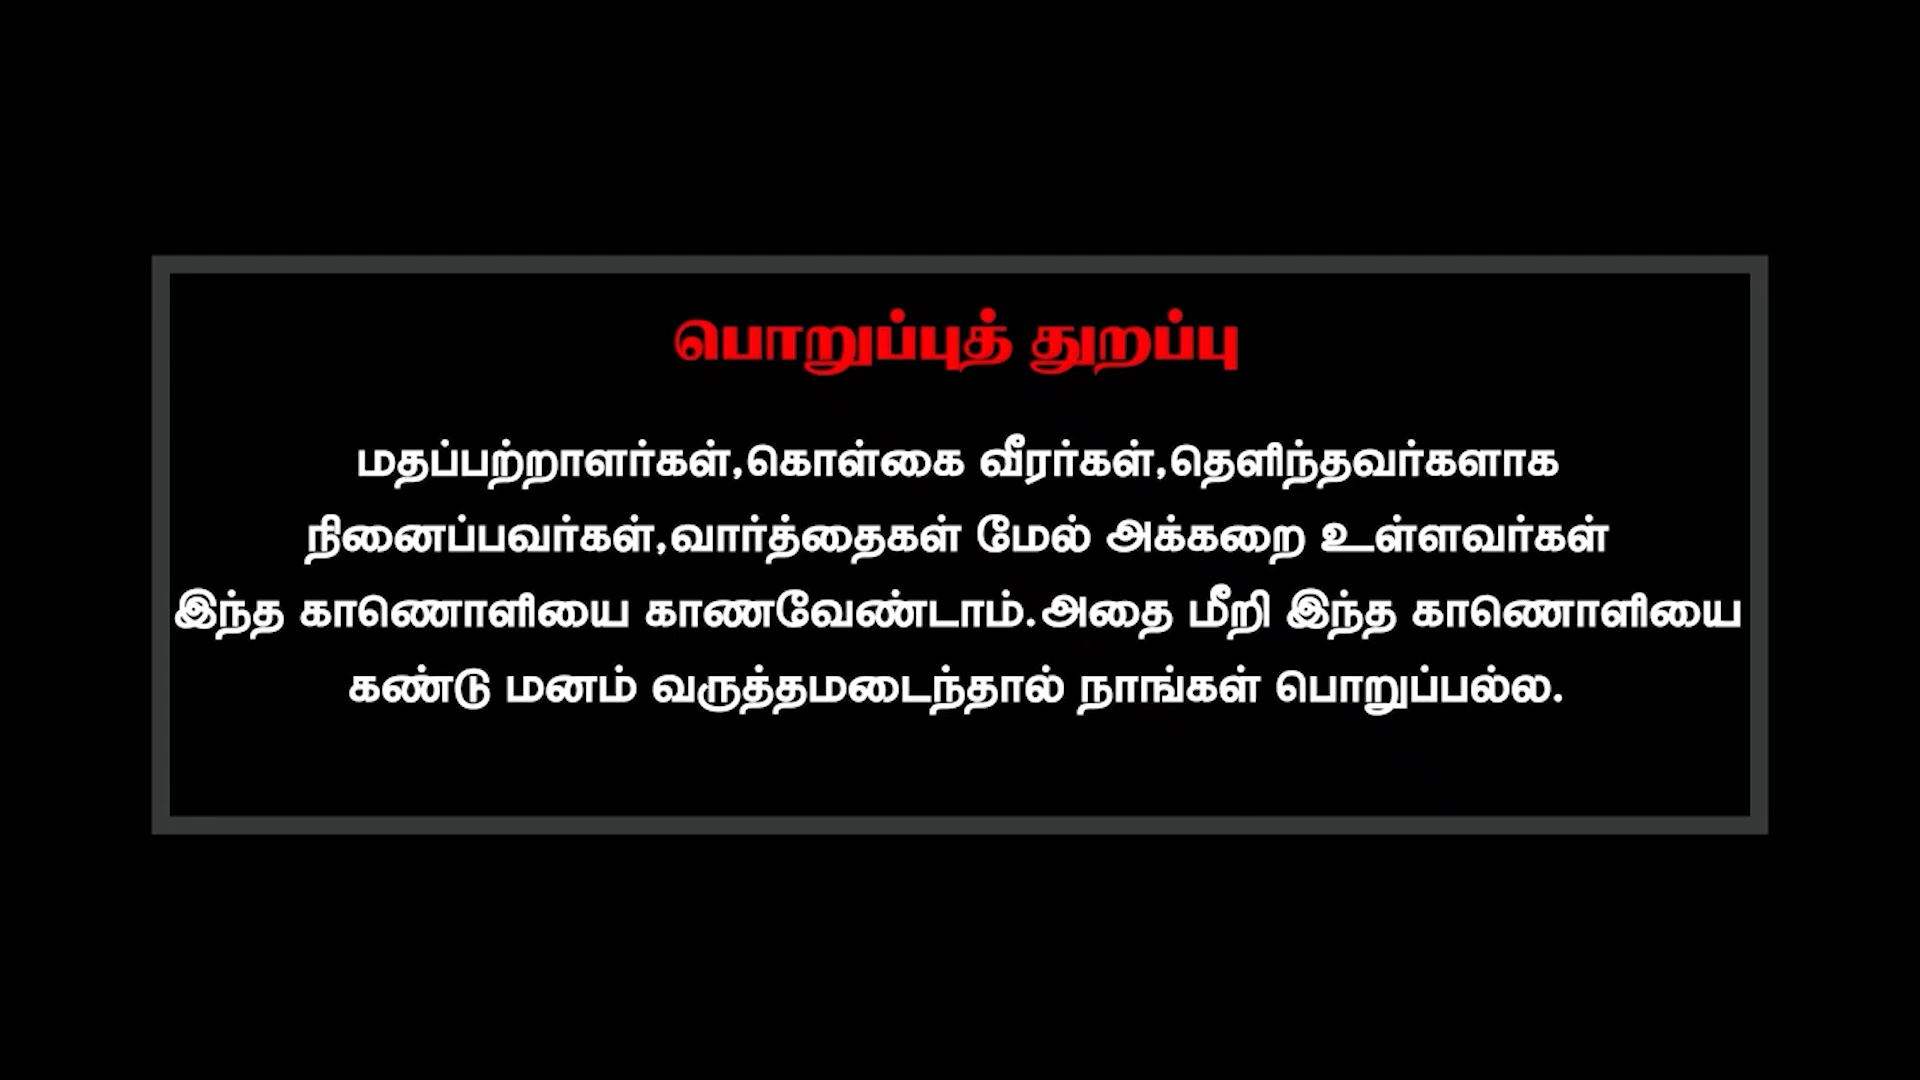 பொறுப்புத் துறப்பு
மதப்பற்றாளர்கள்,கொள்கை வீரர்கள்,தெளிந்தவர்களாக
நினைப்பவர்கள்,வார்த்தைகள் மேல் அக்கறை உள்ளவர்கள்
இந்த காணொளியை காணவேண்டாம்.அதை மீறி இந்த காணொளியை
கண்டு மனம் வருத்தமடைந்தால் நாங்கள் பொறுப்பல்ல.